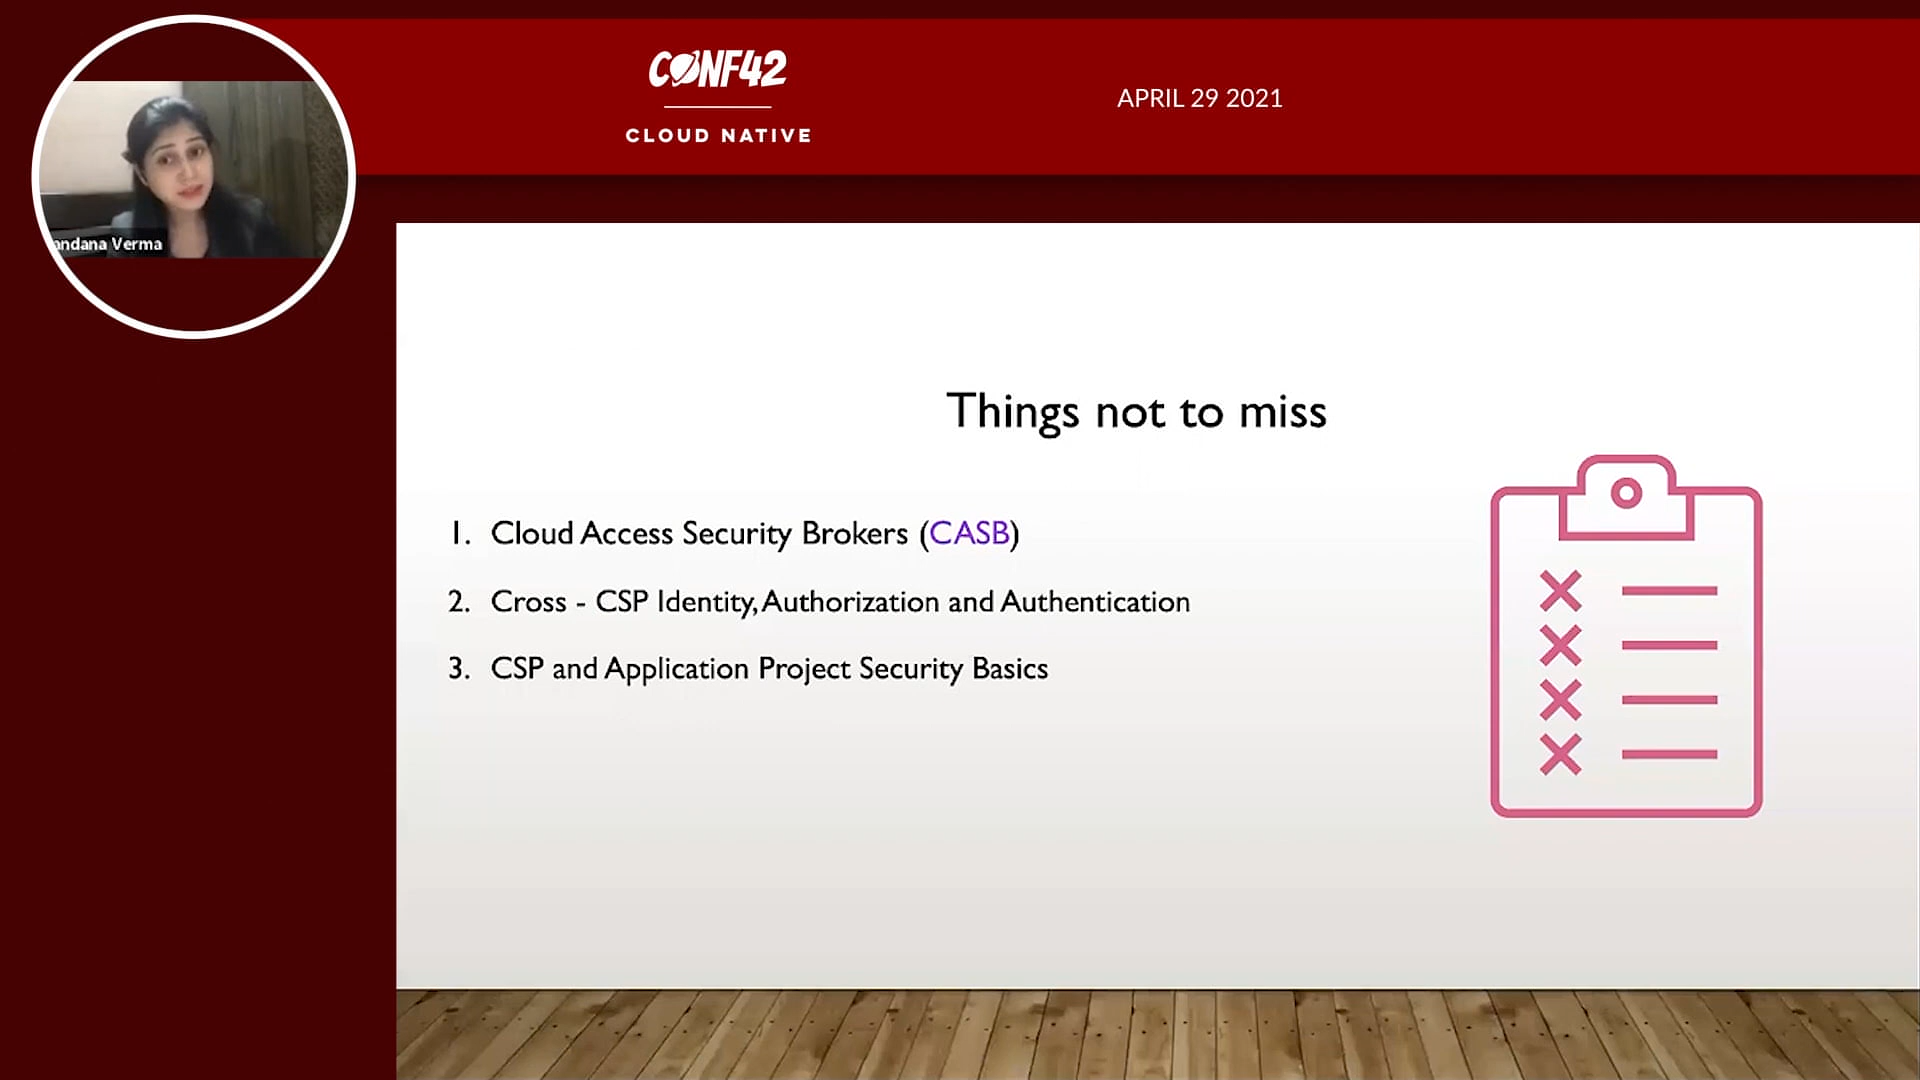 CONF42
CLOUD NATIVE
APRIL 29 2021
andana Verma
Things not to miss
1. Cloud Access Security Brokers (CASB)
2. Cross - CSP Identity, Authorization and Authentication
3. CSP and Application Project Security Basics